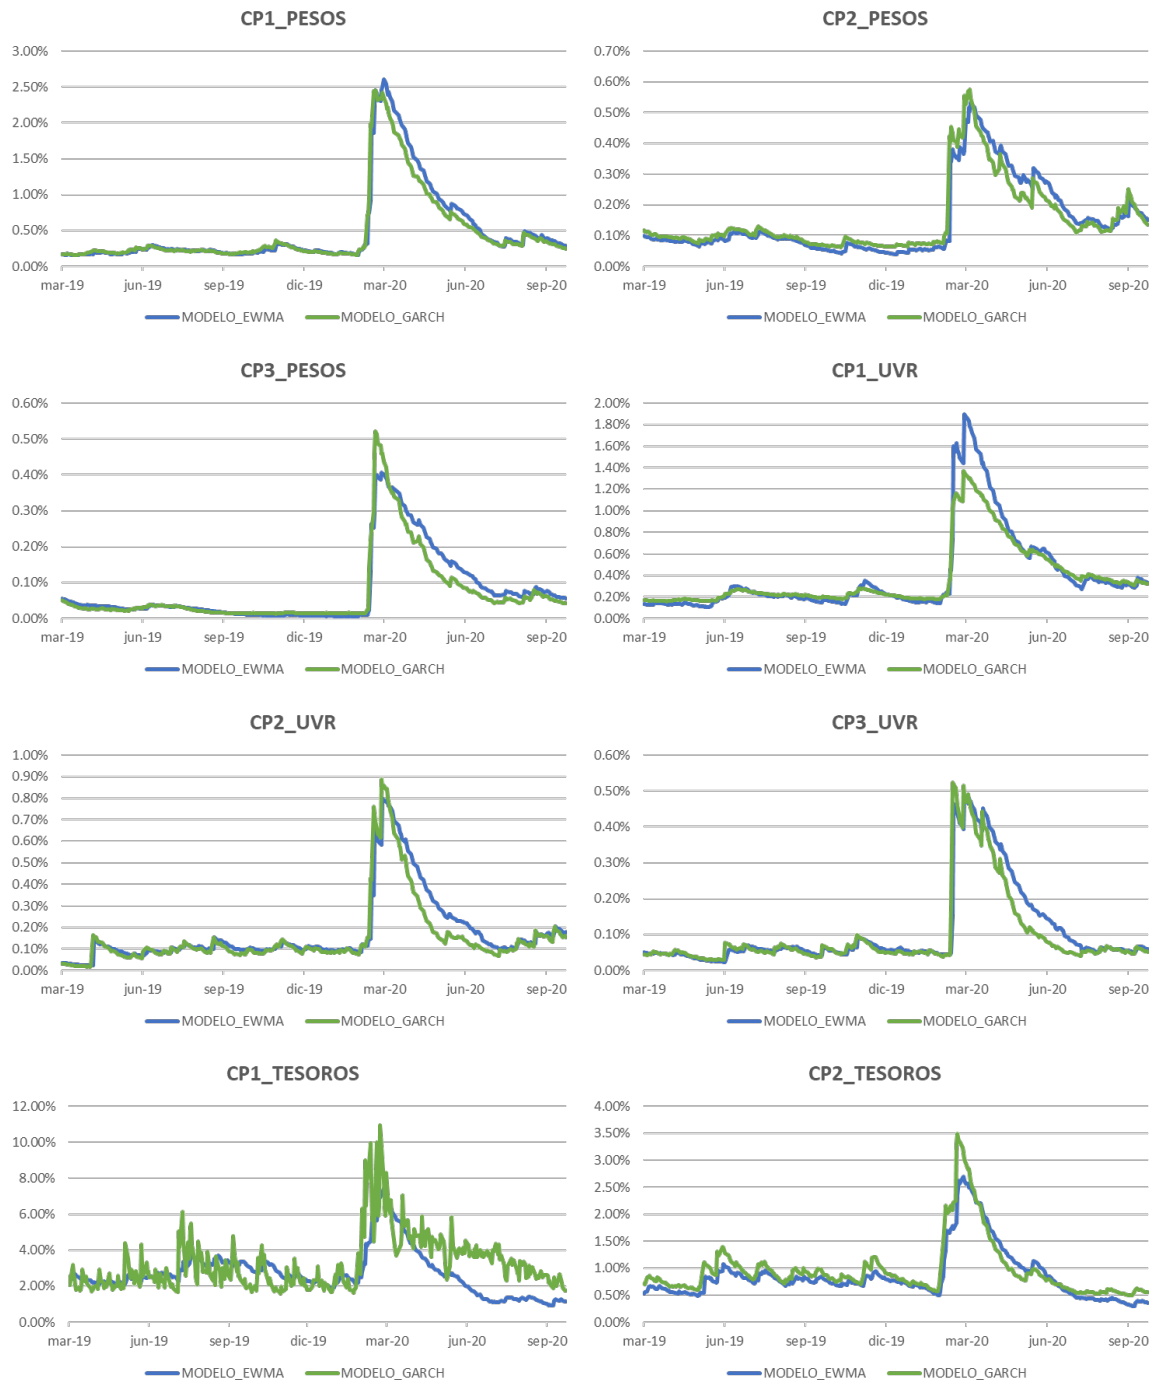 CP1_PESOS
3.00%
2.50%
2.00%
1.50%
1.00%
0.50%
0.00%
mar-19 jun-19 sep-19 dic-19 mar-20 jun-20 sep-20
MODELO_EWMA MODELO_GARCH
CP2_PESOS
0.70%
0.60%
0.50%
0.40%
0.30%
0.20%
0.10%
0.00%
mar-19 jun-19 sep-19 dic-19 mar-20 jun-20 sep-20
MODELO_EWMA MODELO_GARCH
CP3_PESOS
0.60%
0.50%
0.40%
0.30%
0.20%
0.10%
0.00%
mar-19 jun-19 sep-19 dic-19 mar-20 jun-20 sep-20
MODELO_EWMA MODELO_GARCH
CP1_UVR
2.00%
1.80%
1.60%
1.40%
1.20%
1.00%
0.80%
0.60%
0.40%
0.20%
0.00%
mar-19 jun-19 sep-19 dic-19 mar-20 jun-20 sep-20
MODELO_EWMA MODELO_GARCH
CP2_UVR
1.00%
0.90%
0.80%
0.70%
0.60%
0.50%
0.40%
0.30%
0.20%
0.10%
0.00%
mar-19 jun-19 sep-19 dic-19 mar-20 jun-20 sep-20
MODELO_EWMA MODELO_GARCH
CP3_UVR
0.60%
0.50%
0.40%
0.30%
0.20%
0.10%
0.00%
mar-19 jun-19 sep-19 dic-19 mar-20 jun-20 sep-20
MODELO_EWMA MODELO_GARCH
CP1_TESOROS
12.00%
10.00%
8.00%
6.00%
4.00%
2.00%
0.00%
mar-19 jun-19 sep-19 dic-19 mar-20 jun-20 sep-20
MODELO_EWMA MODELO_GARCH
CP2_TESOROS
4.00%
3.50%
3.00%
2.50%
2.00%
1.50%
1.00%
0.50%
0.00%
mar-19 jun-19 sep-19 dic-19 mar-20 jun-20 sep-20
MODELO_EWMA MODELO_GARCH